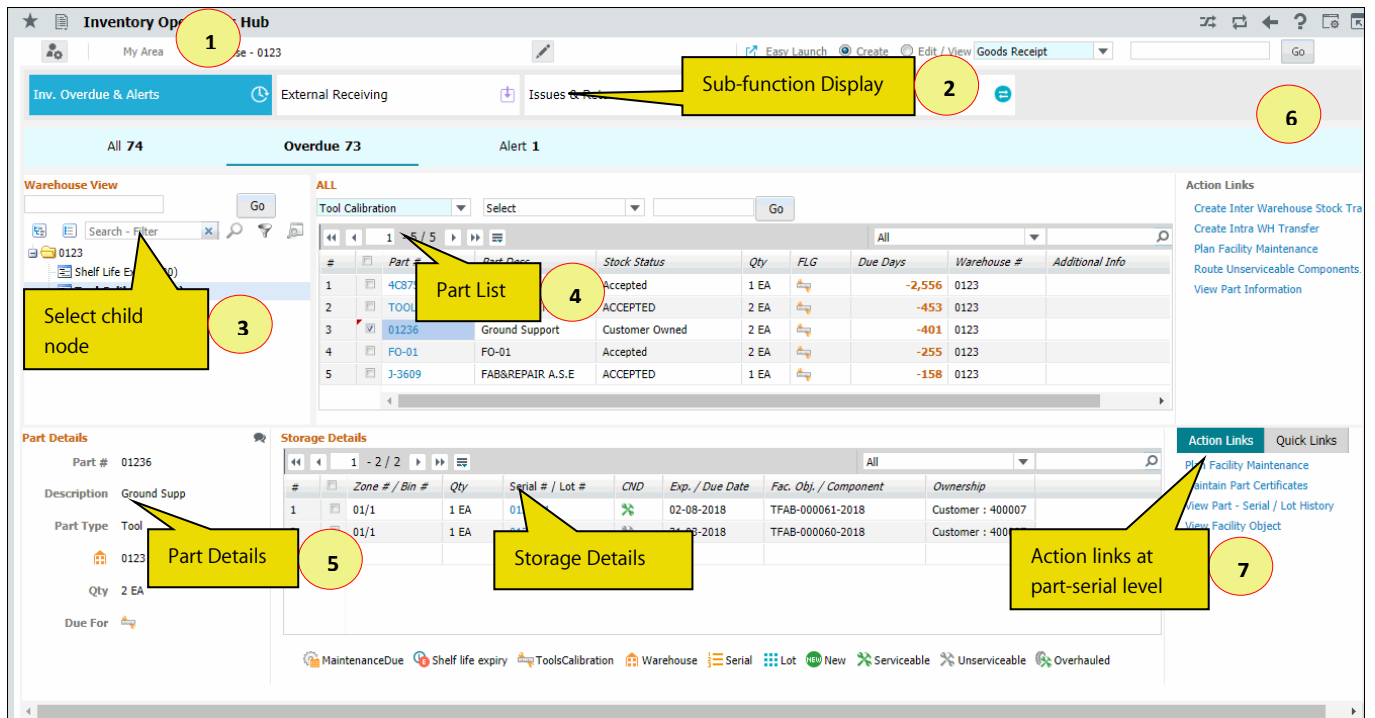 Inventory Ope Hub
1
My Area se - 0123 Easy Launch Create Edit / View Goods Receipt Go
Inv. Overdue & Alerts External Receiving Issues & Sub-function Display 2
6
All 74 Overdue 73 Alert 1
Warehouse View ALL Action Links
Go Tool Calibration Select Go Create Inter Warehouse Stock Tra
Search - Filter 1 - 5 / 5 All Create Intra WH Transfer
0123 # Part # Part Desc Stock Status Qty FLG Due Days Warehouse # Additional Info Plan Facility Maintenance
Shelf Life Ex 0) 1 4C875 Accepted 1 EA -2,556 0123 Route Unserviceable Components.
Part List 4
2 TOOL ACCEPTED 2 EA -453 0123 View Part Information
Select child node 3
3 01236 Ground Support Customer Owned 2 EA -401 0123
4 FO-01 FO-01 Accepted 2 EA -255 0123
5 J-3609 FAB&REPAIR A.S.E ACCEPTED 1 EA -158 0123
Part Details Storage Details Action Links Quick Links
Part # 01236 1 - 2 / 2 All Plan Facility Maintenance
Description Ground Supp # Zone # / Bin # Qty Serial # / Lot # CND Exp. / Due Date Fac. Obj. / Component Ownership Maintain Part Certificates
1 01/1 1 EA 02-08-2018 TFAB-000061-2018 Customer : 400007 View Part - Serial / Lot History
Part Type Tool 01/1 1 EA TFAB-000060-2018 View Facility Object
0123 Part Details 5 Storage Details Action links at
part-serial level 7
Qty 2 EA
Due For
MaintenanceDue Shelf life expiry ToolsCalibration Warehouse Serial Lot NEW New Serviceable Unserviceable Overhauled